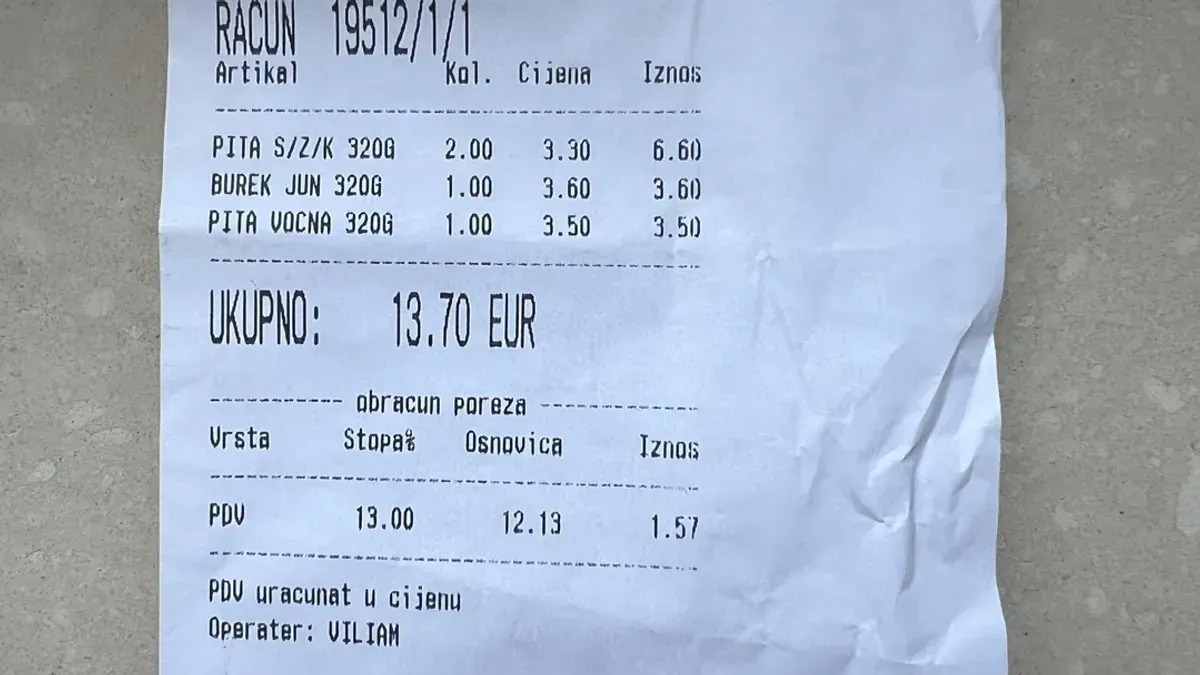 RACUN 19512/1/1
Artikal Kol. Cijena Iznos
PITA S/Z/K 320G 2.00 3.30 6.60
BUREK JUN 320G 1.00 3.60 3.60
PITA VOCNA 320G 1.00 3.50 3.50
UKUPNO: 13.70 EUR
obracun poreza
Vrsta Stopa% Osnovica Iznos
PDV 13.00 12.13 1.57
PDV uracunat u cijenu
Operater: VILIAM